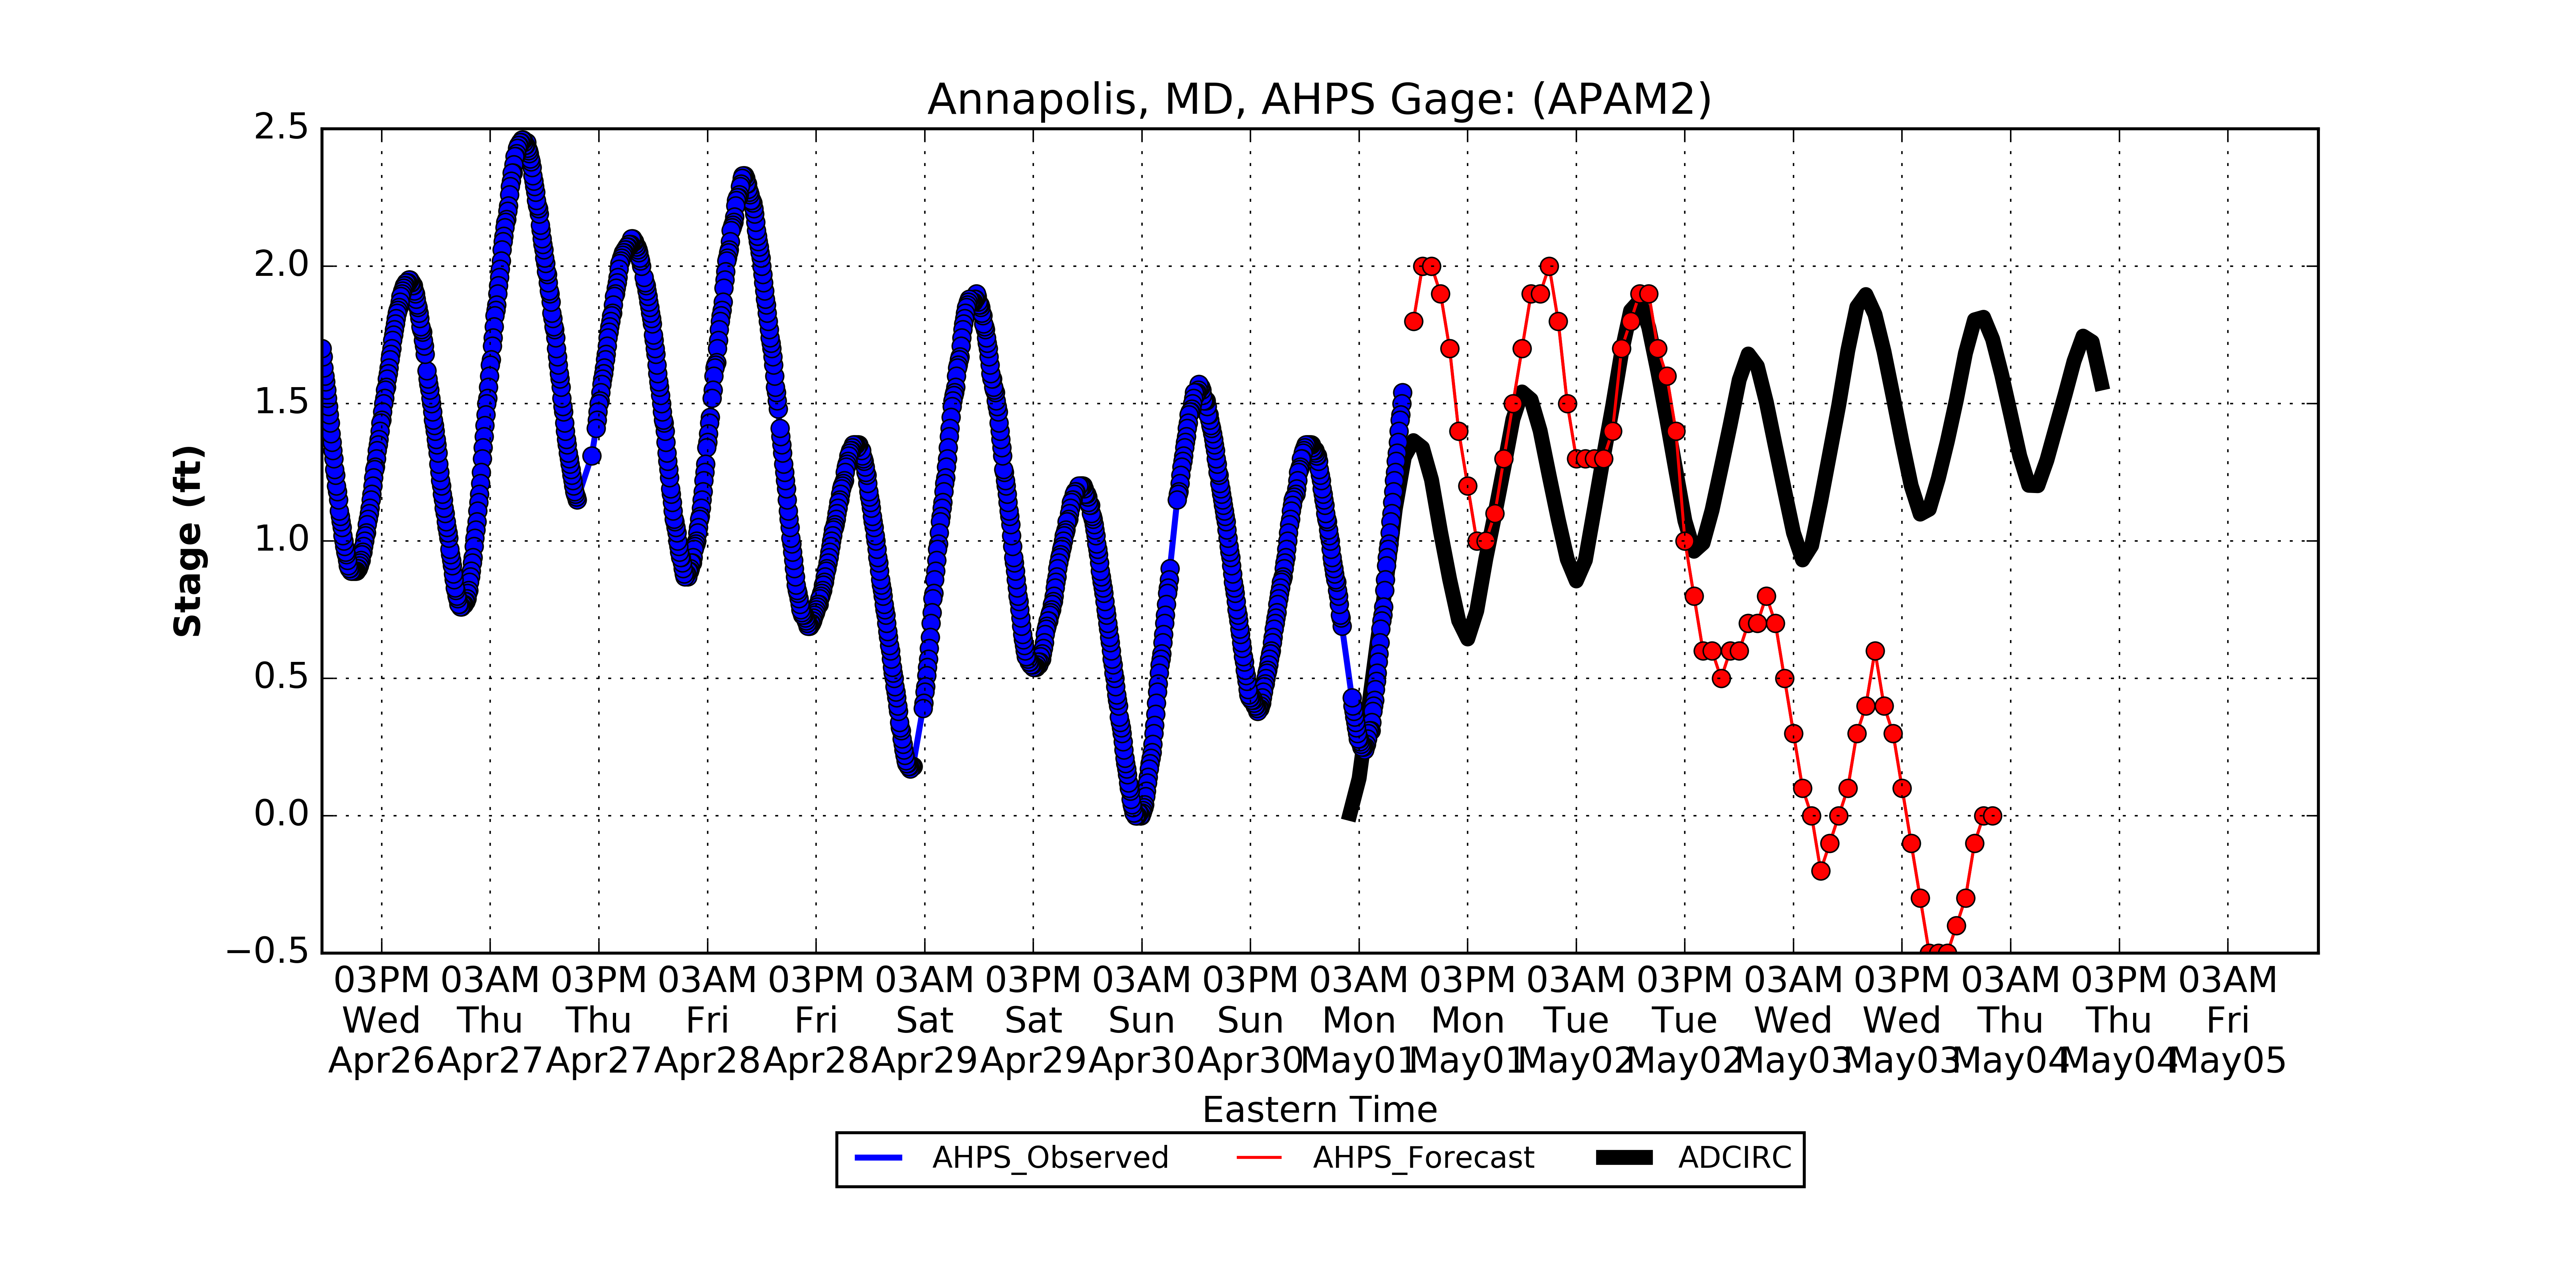 Annapolis, MD, AHPS Gage: (APAM2)
Stage (ft)
2.5
2.0
1.5
1.0
0.5
0.0
−0.5
03PM 03AM 03PM 03AM 03PM 03AM 03PM 03AM 03PM 03AM 03PM 03AM 03PM 03AM 03PM 03AM 03PM 03AM
Wed Thu Thu Fri Fri Sat Sat Sun Sun Mon Mon Tue Tue Wed Wed Thu Thu Fri
Apr26 Apr27 Apr27 Apr28 Apr28 Apr29 Apr29 Apr30 Apr30 May01 May01 May02 May02 May03 May03 May04 May04 May05
Eastern Time
AHPS_Observed AHPS_Forecast ADCIRC